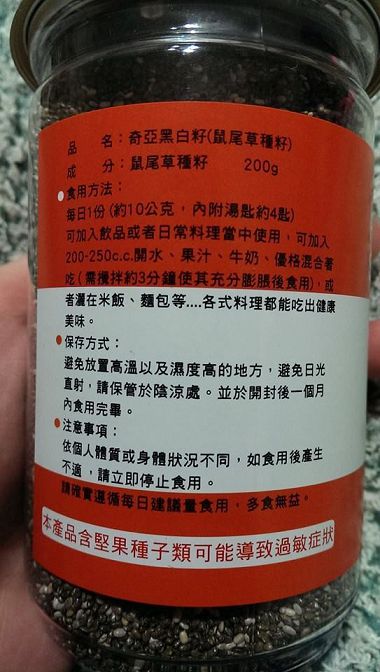 品　　名：奇亞黑白籽(鼠尾草種籽)
成　　分：鼠尾草種籽　　200g
●食用方法：
每日1份 (約10公克，內附湯匙約4匙)
可加入飲品或者日常料理當中使用，可加入
200-250c.c.開水、果汁、牛奶、優格混合著
吃 ( 需攪拌約3分鐘使其充分膨脹後食用)，或
者灑在米飯、麵包等....各式料理都能吃出健康
美味。
●保存方式：
避免放置高溫以及濕度高的地方，避免日光
直射，請保管於陰涼處。並於開封後一個月
內食用完畢。
●注意事項：
依個人體質或身體狀況不同，如食用後產生
不適，請立即停止食用。
請確實遵循每日建議量食用，多食無益。
本產品含堅果種子類可能導致過敏症狀